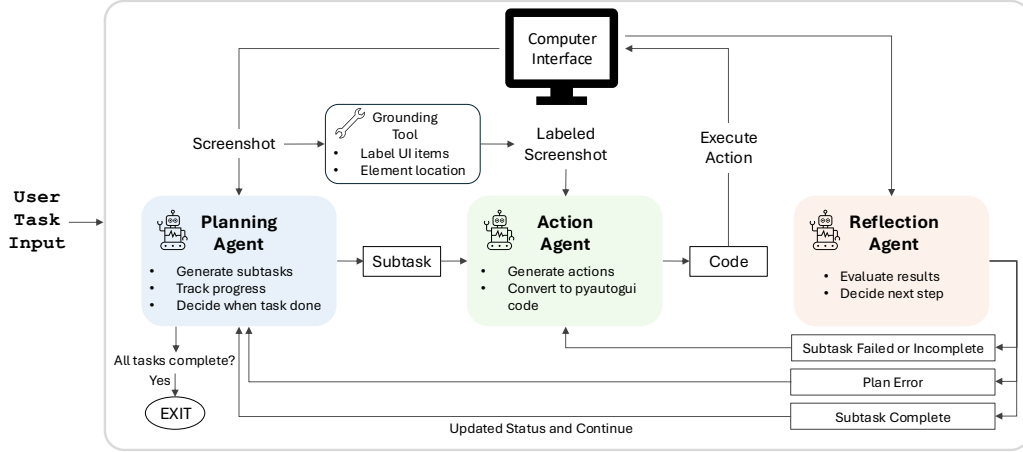 Computer
Interface
Grounding
Tool
• Label UI items
• Element location
Screenshot
Labeled
Screenshot
Execute
Action
User
Task
Input
Planning
Agent
• Generate subtasks
• Track progress
• Decide when task done
Subtask
Action
Agent
• Generate actions
• Convert to pyautogui
code
Code
Reflection
Agent
• Evaluate results
• Decide next step
All tasks complete?
Yes
EXIT
Subtask Failed or Incomplete
Plan Error
Subtask Complete
Updated Status and Continue